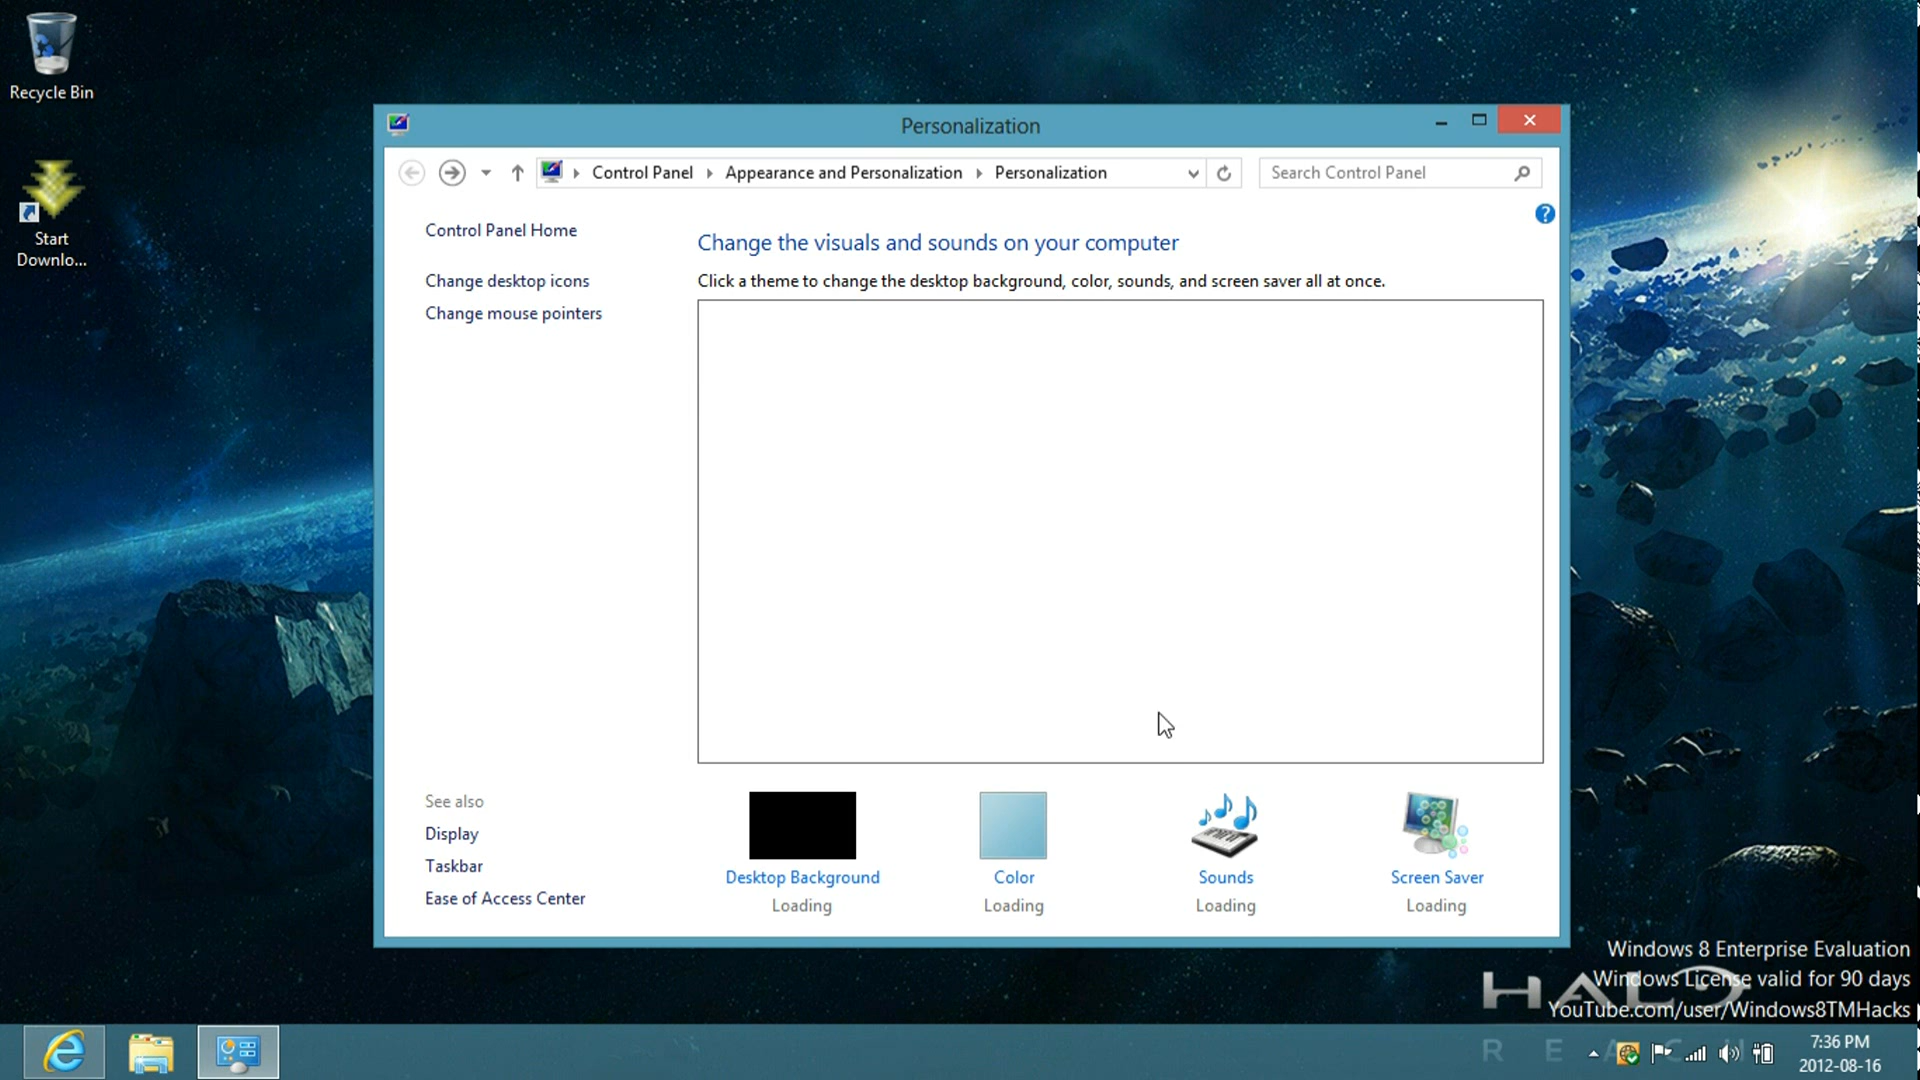 Recycle Bin
Start
Downlo...
Personalization
Control Panel
Appearance and Personalization
Personalization
Search Control Panel
?
Control Panel Home
Change desktop icons
Change mouse pointers
Change the visuals and sounds on your computer
Click a theme to change the desktop background, color, sounds, and screen saver all at once.
See also
Display
Taskbar
Ease of Access Center
Desktop Background
Loading
Color
Loading
Sounds
Loading
Screen Saver
Loading
Windows 8 Enterprise Evaluation
Windows License valid for 90 days
YouTube.com/user/Windows8TMHacks
HALO
REACH
7:36 PM
2012-08-16